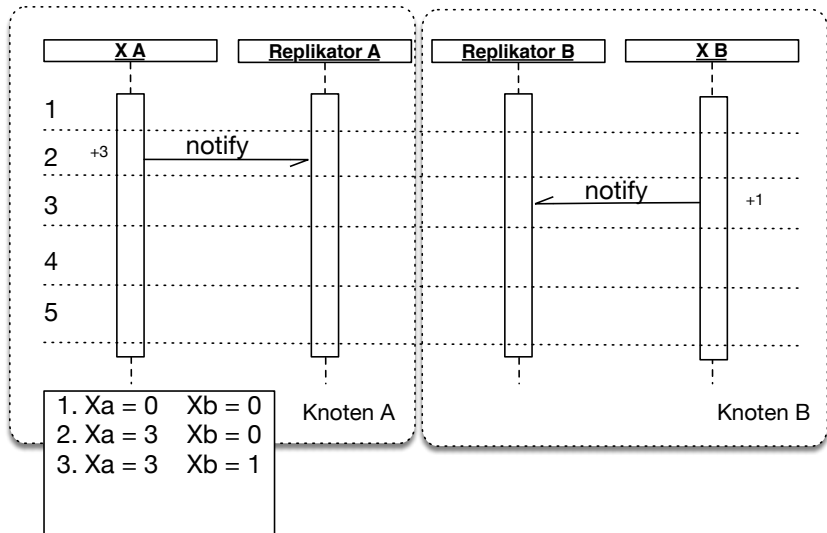 X A
Replikator A
Replikator B
X B
1
2
+3
notify
3
notify
+1
4
5
Knoten A
Knoten B
1. Xa = 0 Xb = 0
2. Xa = 3 Xb = 0
3. Xa = 3 Xb = 1